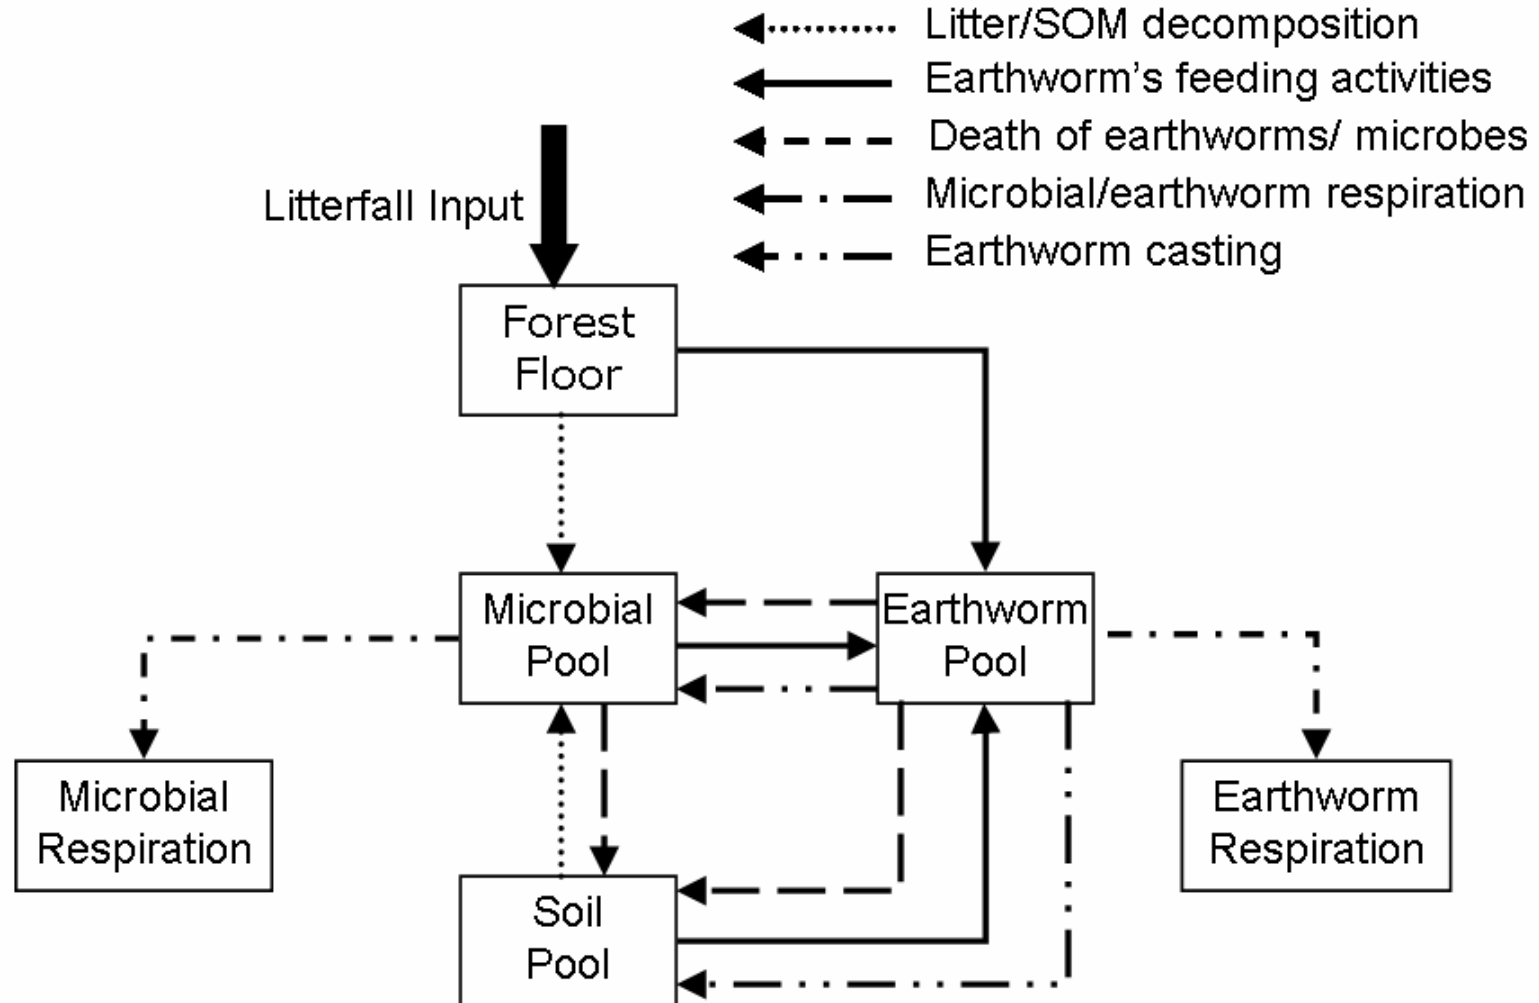 Litter/SOM decomposition
Earthworm's feeding activities
Death of earthworms/ microbes
Microbial/earthworm respiration
Earthworm casting
Litterfall Input
Forest
Floor
Microbial
Pool
Earthworm
Pool
Microbial
Respiration
Earthworm
Respiration
Soil
Pool